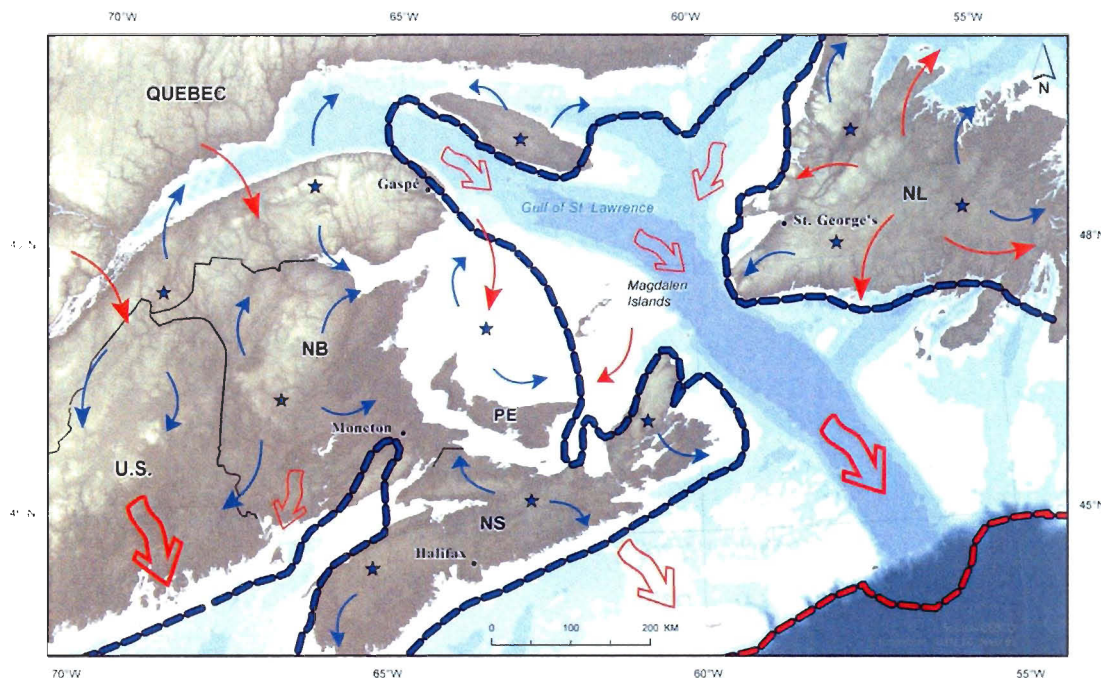 70°W 65°W 60°W 55°W
N
QUEBEC
Gaspé
NL
Gulf of St. Lawrence
St. George's
48°N
Magdalen
Islands
NB
PE
Moncton
U.S.
NS
45°N
Halifax
0 100 200 KM
70°W 65°W 60°W 55°W